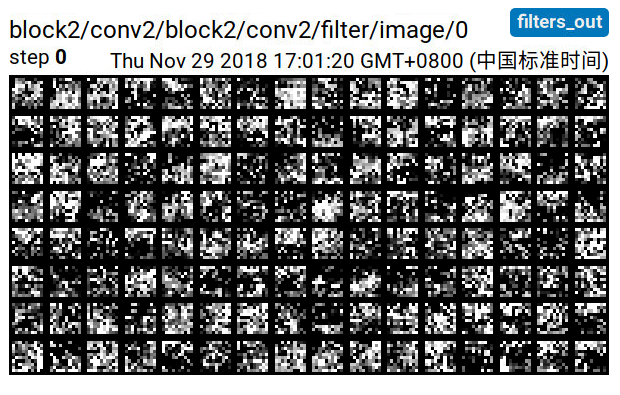 block2/conv2/block2/conv2/filter/image/0
filters_out
step 0
Thu Nov 29 2018 17:01:20 GMT+0800 (中国标准时间)